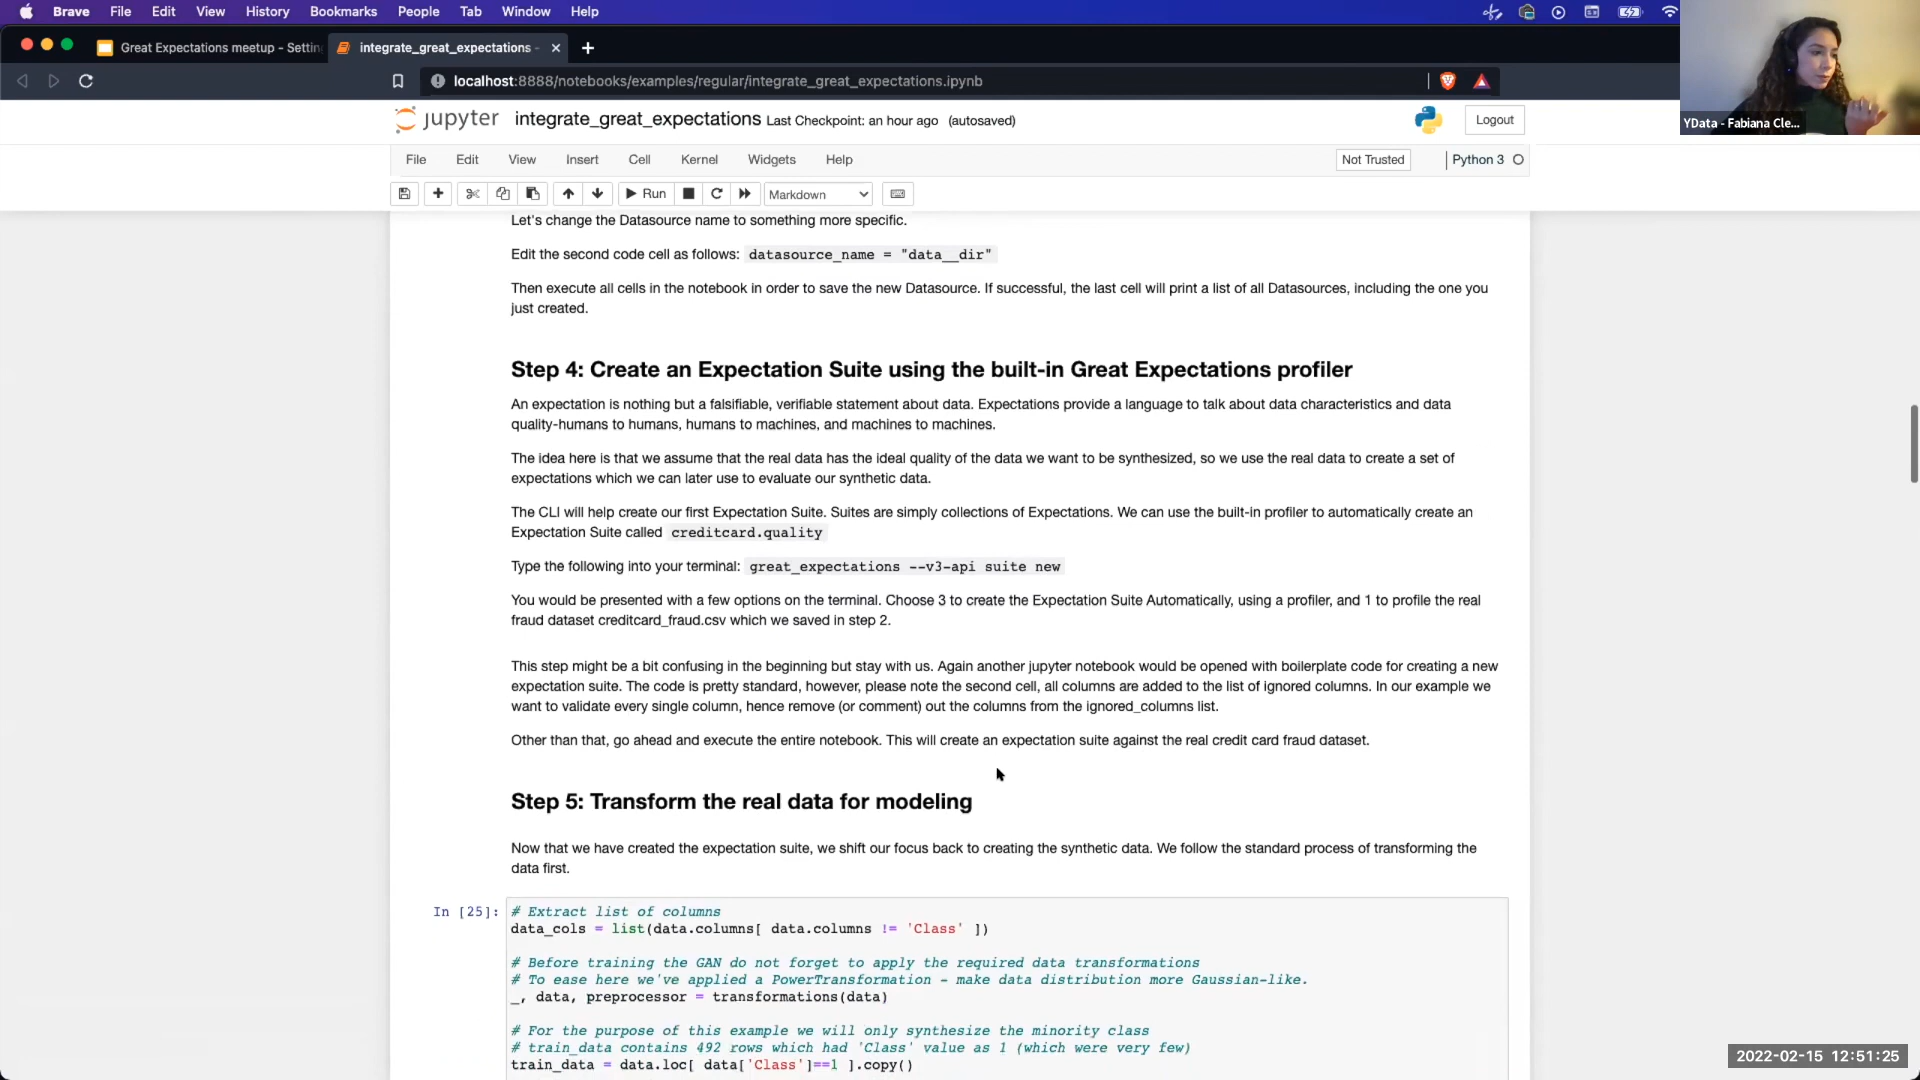 Brave File Edit View History Bookmarks People Tab Window Help
Great Expectations meetup - Settin
integrate_great_expectations -
localhost:8888/notebooks/examples/regular/integrate_great_expectations.ipynb
YData - Fabiana Cle...
jupyter integrate_great_expectations Last Checkpoint: an hour ago (autosaved)
Logout
File Edit View Insert Cell Kernel Widgets Help
Not Trusted
Python 3
Run
Markdown
Let's change the Datasource name to something more specific.
Edit the second code cell as follows: datasource_name = "data__dir"
Then execute all cells in the notebook in order to save the new Datasource. If successful, the last cell will print a list of all Datasources, including the one you
just created.
Step 4: Create an Expectation Suite using the built-in Great Expectations profiler
An expectation is nothing but a falsifiable, verifiable statement about data. Expectations provide a language to talk about data characteristics and data
quality-humans to humans, humans to machines, and machines to machines.
The idea here is that we assume that the real data has the ideal quality of the data we want to be synthesized, so we use the real data to create a set of
expectations which we can later use to evaluate our synthetic data.
The CLI will help create our first Expectation Suite. Suites are simply collections of Expectations. We can use the built-in profiler to automatically create an
Expectation Suite called creditcard.quality
Type the following into your terminal: great_expectations --v3-api suite new
You would be presented with a few options on the terminal. Choose 3 to create the Expectation Suite Automatically, using a profiler, and 1 to profile the real
fraud dataset creditcard_fraud.csv which we saved in step 2.
This step might be a bit confusing in the beginning but stay with us. Again another jupyter notebook would be opened with boilerplate code for creating a new
expectation suite. The code is pretty standard, however, please note the second cell, all columns are added to the list of ignored columns. In our example we
want to validate every single column, hence remove (or comment) out the columns from the ignored_columns list.
Other than that, go ahead and execute the entire notebook. This will create an expectation suite against the real credit card fraud dataset.
Step 5: Transform the real data for modeling
Now that we have created the expectation suite, we shift our focus back to creating the synthetic data. We follow the standard process of transforming the
data first.
In [25]:
# Extract list of columns
data_cols = list(data.columns[ data.columns != 'Class' ])
# Before training the GAN do not forget to apply the required data transformations
# To ease here we've applied a PowerTransformation - make data distribution more Gaussian-like.
_, data, preprocessor = transformations(data)
# For the purpose of this example we will only synthesize the minority class
# train_data contains 492 rows which had 'Class' value as 1 (which were very few)
train_data = data.loc[ data['Class']==1 ].copy()
2022-02-15 12:51:25